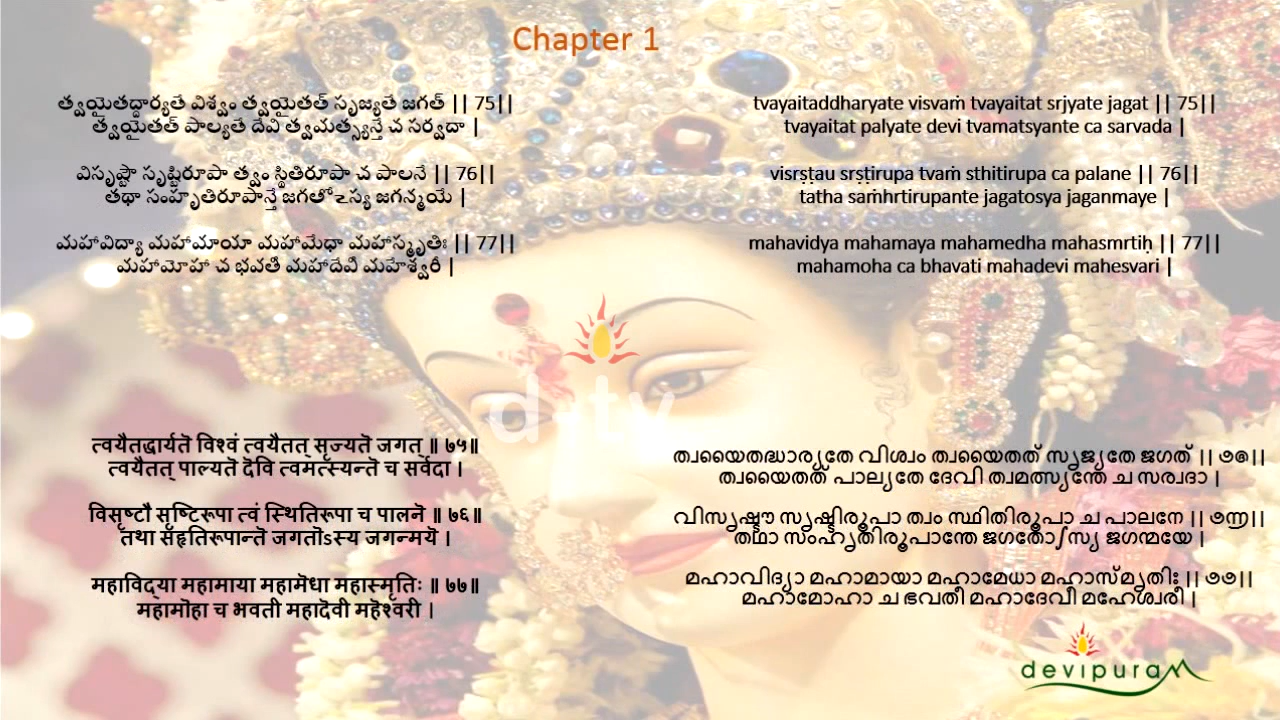 Chapter 1
త్వయైతద్దార్యతే విశ్వం త్వయైతత్ సృజ్యతే జగత్ || 75||
త్వయైతత్ పాల్యతే దేవి త్వమత్స్యన్తే చ సర్వదా |
విసృష్టౌ సృష్టిరూపా త్వం స్థితిరూపా చ పాలనే || 76||
తథా సంహృతిరూపాన్తే జగతోஉస్య జగన్మయే |
మహావిద్యా మహామాయా మహామేధా మహాస్మృతిః || 77||
మహామోహా చ భవతీ మహాదేవీ మహేశ్వరీ |
tvayaitaddharyate visvaṁ tvayaitat srjyate jagat || 75||
tvayaitat palyate devi tvamatsyante ca sarvada |
visrṣṭau srṣṭirupa tvaṁ sthitirupa ca palane || 76||
tatha saṁhrtirupante jagatosya jaganmaye |
mahavidya mahamaya mahamedha mahasmrtiḥ || 77||
mahamoha ca bhavati mahadevi mahesvari |
त्वयैतद्धार्यतॆ विश्वं त्वयैतत् सृज्यतॆ जगत् ॥ ७५॥
त्वयैतत् पाल्यतॆ दॆवि त्वमत्स्यन्तॆ च सर्वदा ।
विसृष्टौ सृष्टिरूपा त्वं स्थितिरूपा च पालनॆ ॥ ७६॥
तथा संहृतिरूपान्तॆ जगतॊऽस्य जगन्मयॆ ।
महाविद्या महामाया महामॆधा महास्मृतिः ॥ ७७॥
महामॊहा च भवती महादॆवी महॆश्वरी ।
ത്വയൈതദ്ധാര്യതേ വിശ്വം ത്വയൈതത് സൃജ്യതേ ജഗത് || ൭൫||
ത്വയൈതത് പാല്യതേ ദേവി ത്വമത്സ്യന്തേ ച സര്വദാ |
വിസൃഷ്ടൗ സൃഷ്ടിരൂപാ ത്വം സ്ഥിതിരൂപാ ച പാലനേ || ൭൬||
തഥാ സംഹൃതിരൂപാന്തേ ജഗതോഽസ്യ ജഗന്മയേ |
മഹാവിദ്യാ മഹാമായാ മഹാമേധാ മഹാസ്മൃതിഃ || ൭൭||
മഹാമോഹാ ച ഭവതീ മഹാദേവീ മഹേശ്വരീ |
devipuram